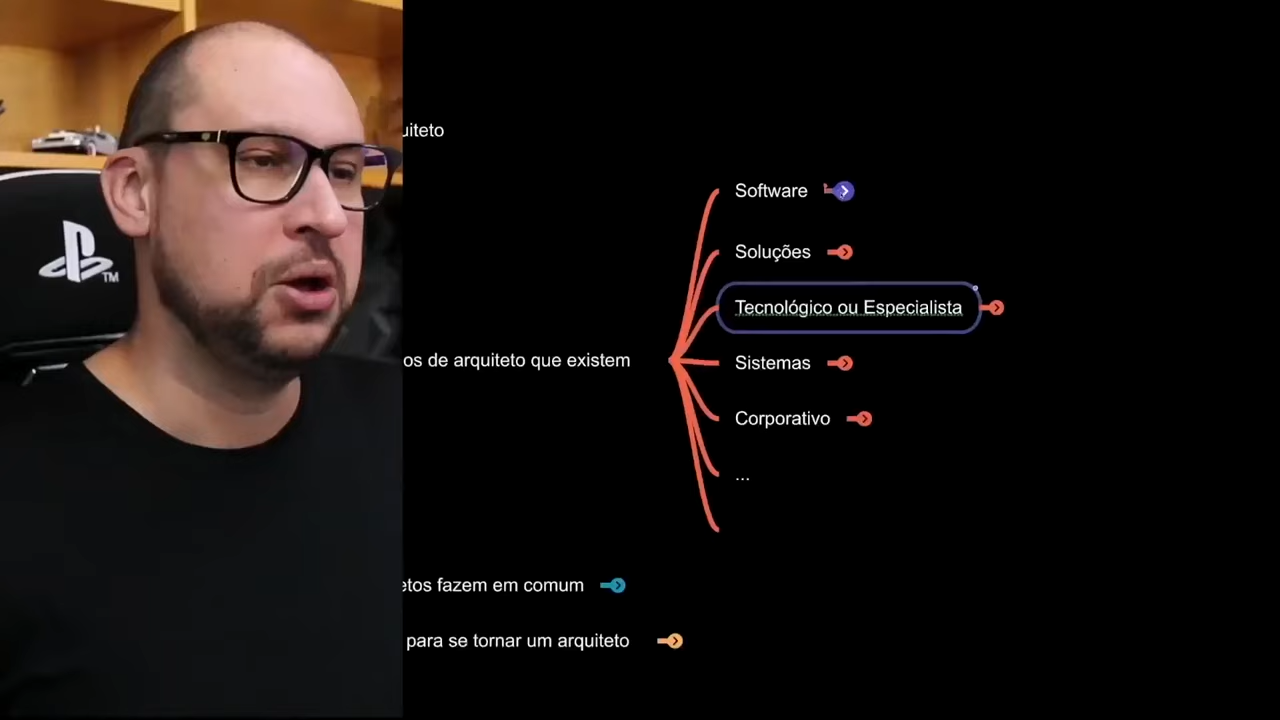 uiteto
Software
Soluções
Tecnológico ou Especialista
os de arquiteto que existem
Sistemas
Corporativo
...
etos fazem em comum
para se tornar um arquiteto
TM